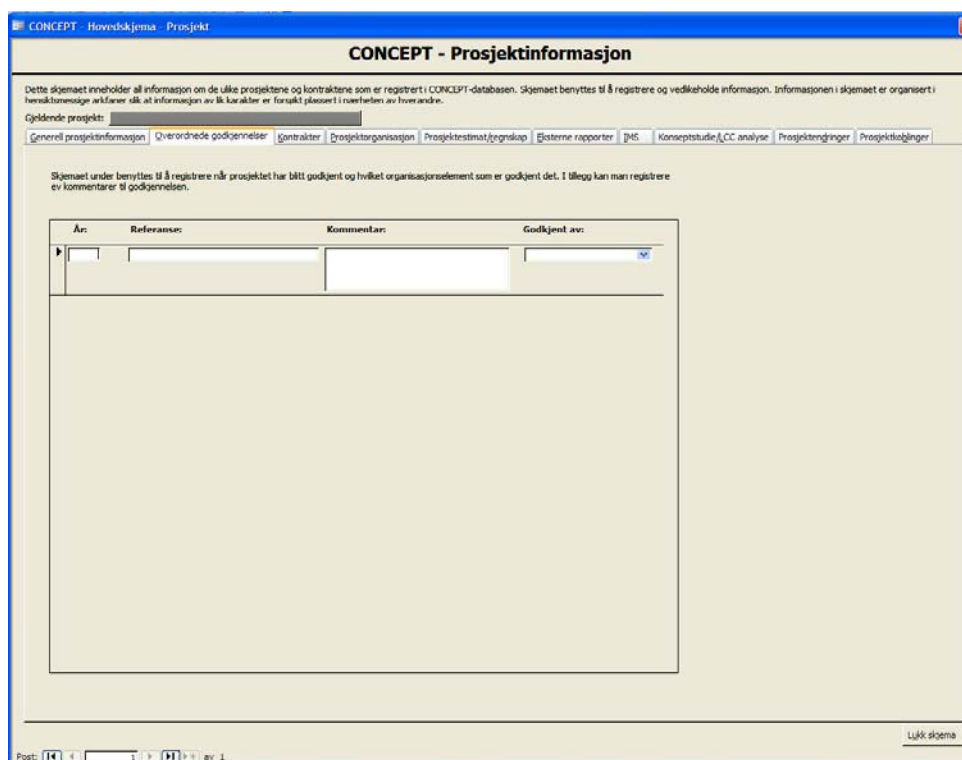 CONCEPT - Hovedskjema - Prosjekt
CONCEPT - Prosjektinformasjon
Dette skjemaet inneholder all informasjon om de ulike prosjektene og kontraktene som er registrert i CONCEPT-databasen. Skjemaet benyttes til å registrere og vedlikeholde informasjon. Informasjonen i skjemaet er organisert i
hensiktsmessige arkfaner slik at informasjon av lik karakter er forsøkt plassert i nærheten av hverandre.
Gjeldende prosjekt:
Generell prosjektinformasjon Overordnede godkjennelser Kontrakter Prosjektorganisasjon Prosjektestimat/regnskap Eksterne rapporter IMS Konseptstudie/LCC analyse Prosjektendringer Prosjektkoblinger
Skjemaet under benyttes til å registrere når prosjektet har blitt godkjent og hvilket organisasjonselement som er godkjent det. I tillegg kan man registrere
ev kommentarer til godkjennelsen.
År: Referanse: Kommentar: Godkjent av:
Lukk skjema
Post: 1 av 1